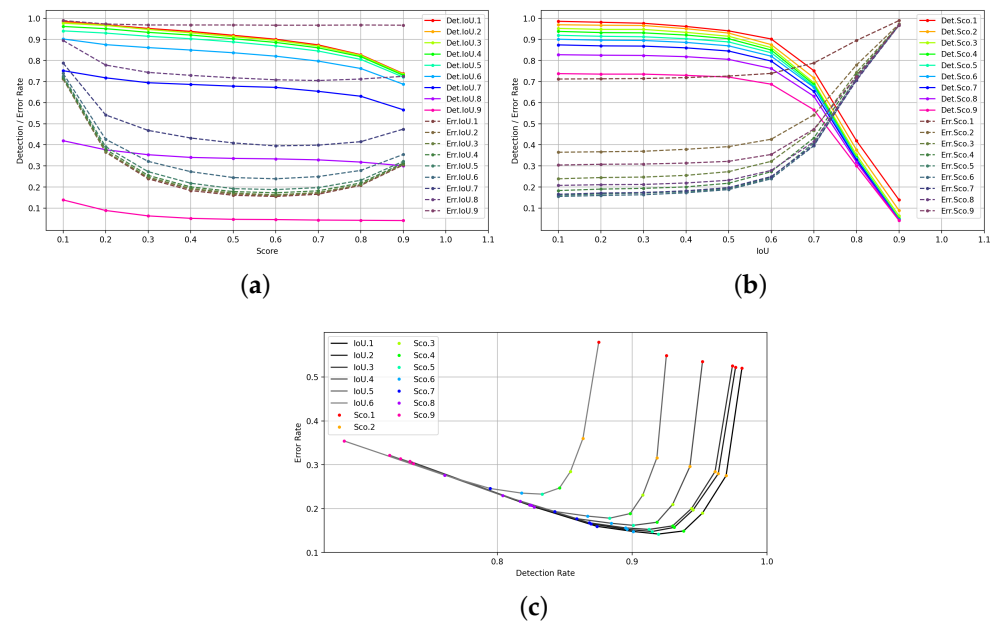 1.0
0.9
0.8
0.7
0.6
0.5
0.4
0.3
0.2
0.1
Detection / Error Rate
0.1 0.2 0.3 0.4 0.5 0.6 0.7 0.8 0.9 1.0 1.1
Score
Det.IoU.1
Det.IoU.2
Det.IoU.3
Det.IoU.4
Det.IoU.5
Det.IoU.6
Det.IoU.7
Det.IoU.8
Det.IoU.9
Err.IoU.1
Err.IoU.2
Err.IoU.3
Err.IoU.4
Err.IoU.5
Err.IoU.6
Err.IoU.7
Err.IoU.8
Err.IoU.9
(a)
1.0
0.9
0.8
0.7
0.6
0.5
0.4
0.3
0.2
0.1
Detection / Error Rate
0.1 0.2 0.3 0.4 0.5 0.6 0.7 0.8 0.9 1.0 1.1
IoU
Det.Sco.1
Det.Sco.2
Det.Sco.3
Det.Sco.4
Det.Sco.5
Det.Sco.6
Det.Sco.7
Det.Sco.8
Det.Sco.9
Err.Sco.1
Err.Sco.2
Err.Sco.3
Err.Sco.4
Err.Sco.5
Err.Sco.6
Err.Sco.7
Err.Sco.8
Err.Sco.9
(b)
IoU.1
IoU.2
IoU.3
IoU.4
IoU.5
IoU.6
Sco.1
Sco.2
Sco.3
Sco.4
Sco.5
Sco.6
Sco.7
Sco.8
Sco.9
0.5
0.4
0.3
0.2
0.1
Error Rate
0.8 0.9 1.0
Detection Rate
(c)